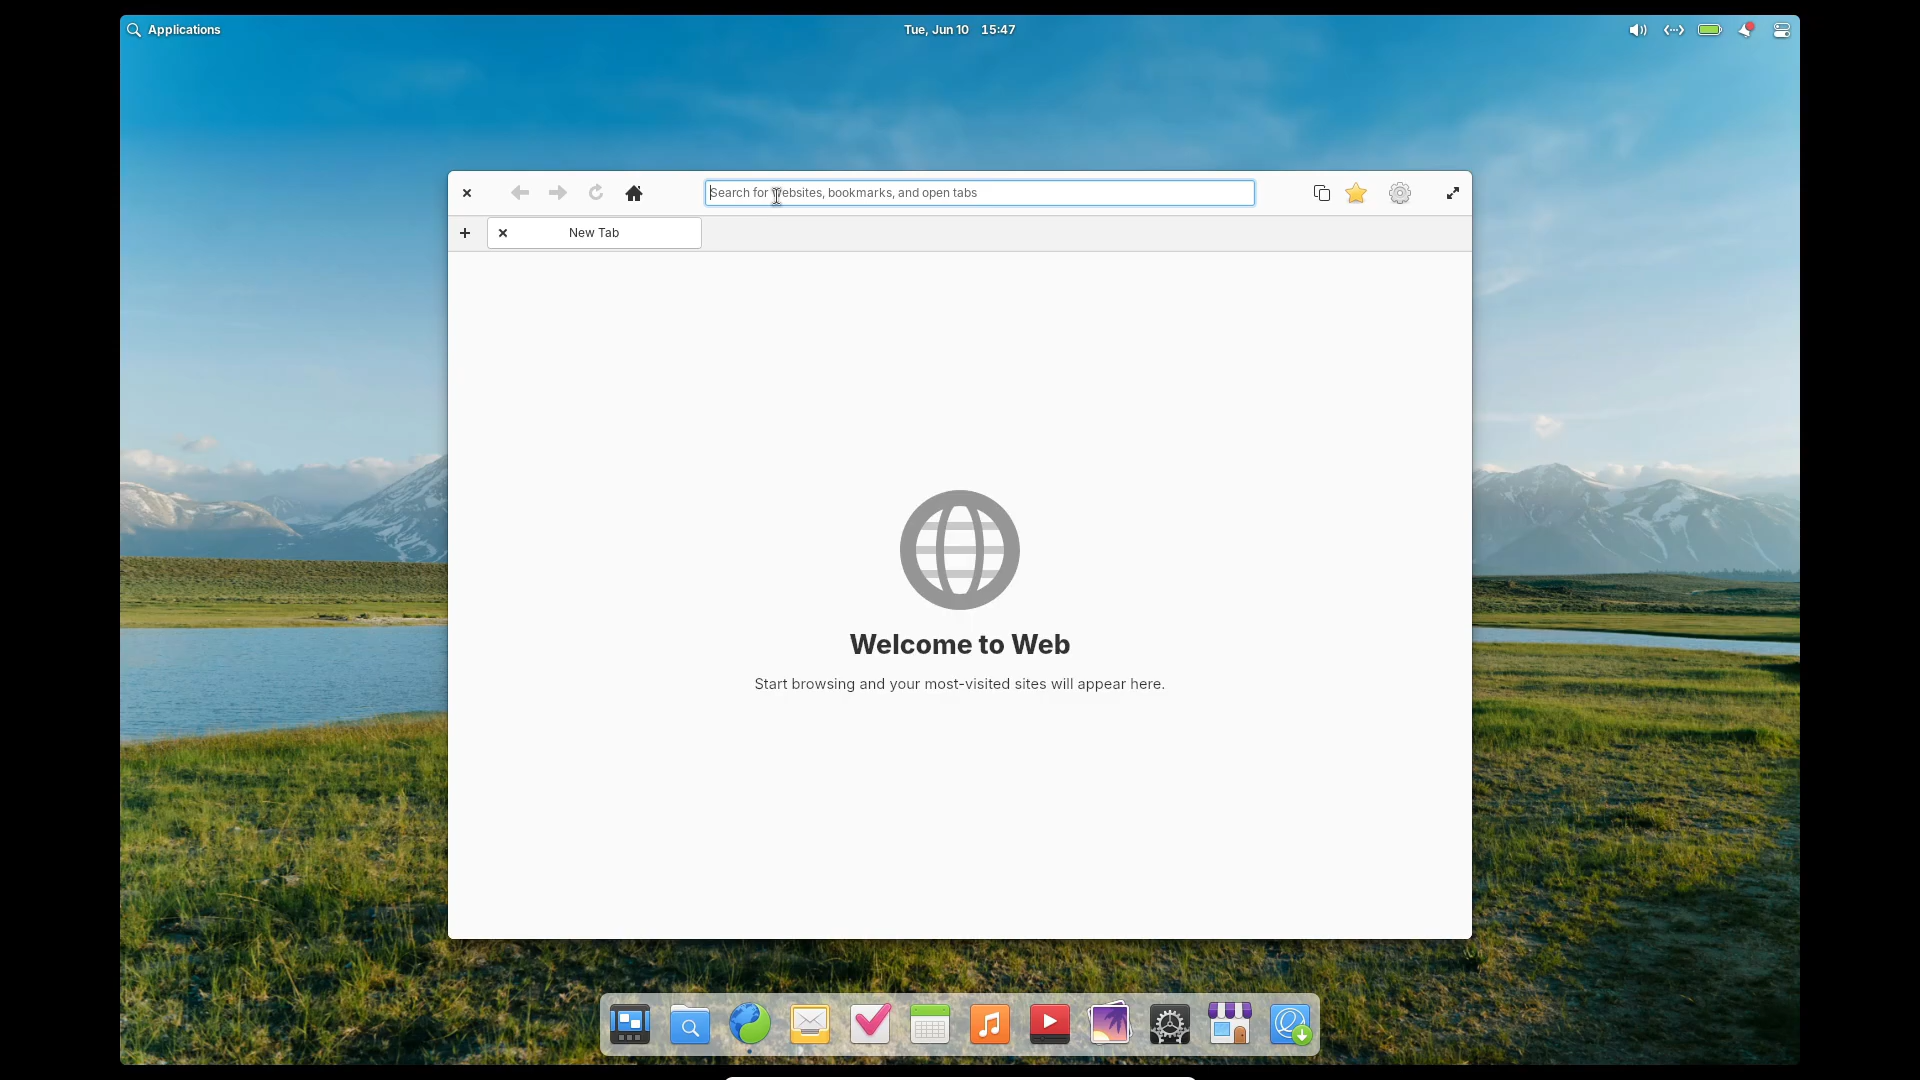 Applications
Tue, Jun 10 15:47
Search for websites, bookmarks, and open tabs
New Tab
Welcome to Web
Start browsing and your most-visited sites will appear here.